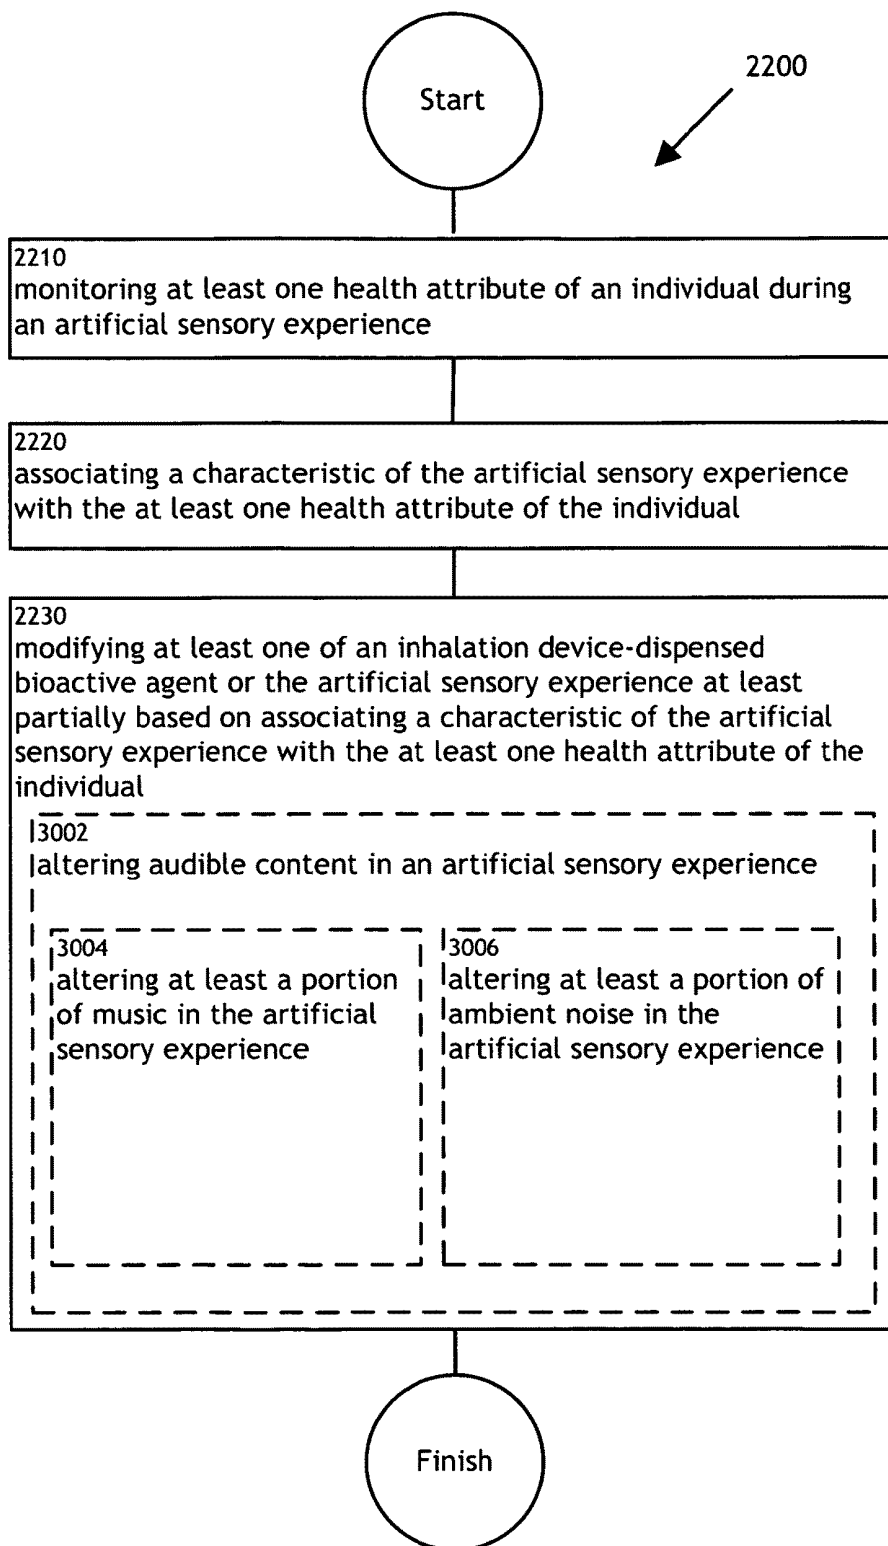 Start
2200
2210
monitoring at least one health attribute of an individual during
an artificial sensory experience
2220
associating a characteristic of the artificial sensory experience
with the at least one health attribute of the individual
2230
modifying at least one of an inhalation device-dispensed
bioactive agent or the artificial sensory experience at least
partially based on associating a characteristic of the artificial
sensory experience with the at least one health attribute of the
individual
3002
altering audible content in an artificial sensory experience
3004
altering at least a portion
of music in the artificial
sensory experience
3006
altering at least a portion of
ambient noise in the
artificial sensory experience
Finish